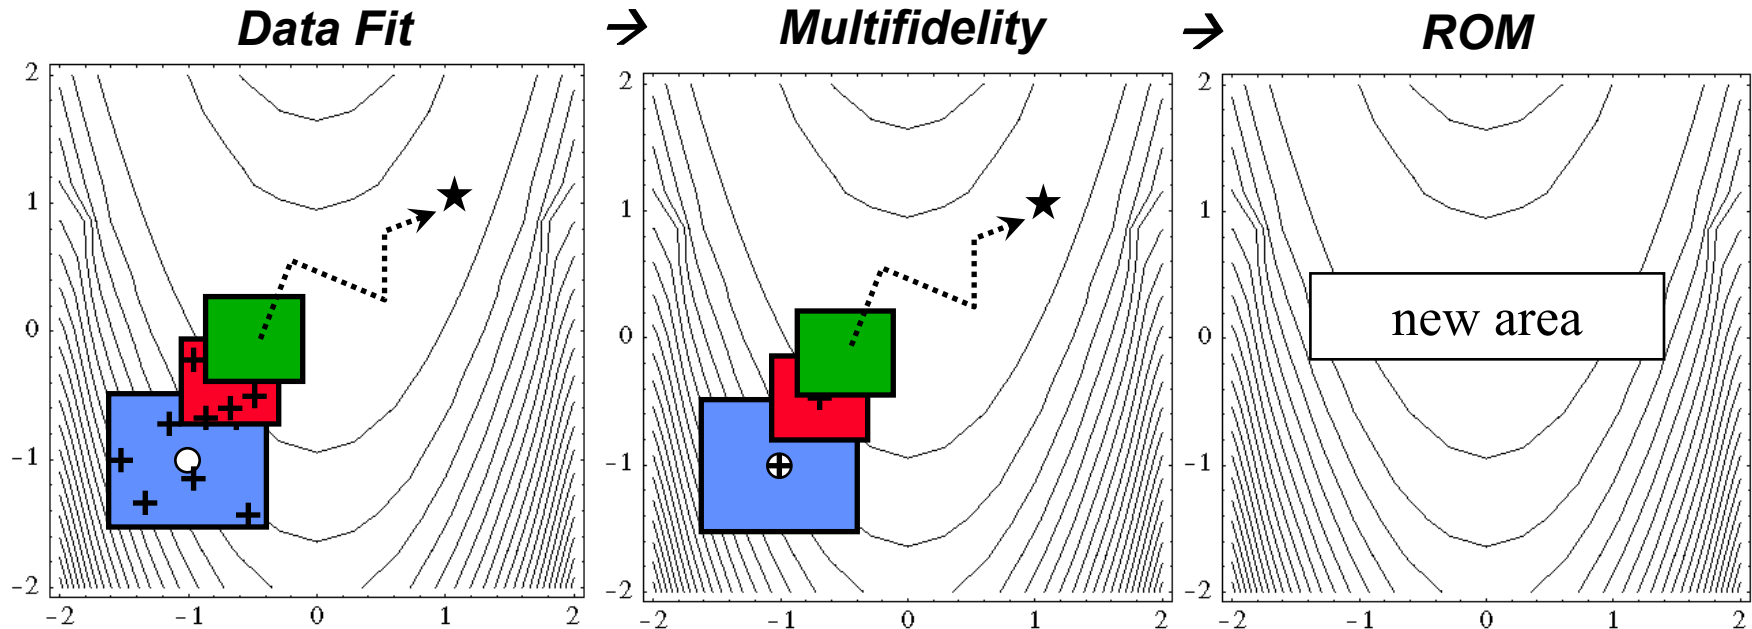 Data Fit → Multifidelity → ROM
2 2 2
1 1 1
new area
0 0 0
-1 -1 -1
-2 -2 -2
-2 -1 0 1 2 -2 -1 0 1 2 -2 -1 0 1 2